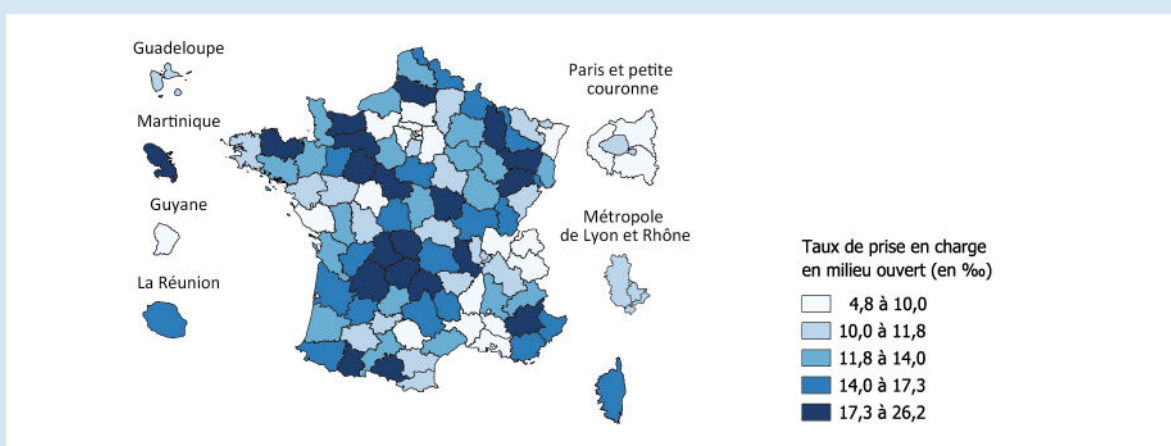 Guadeloupe
Martinique
Guyane
La Réunion
Paris et petite
couronne
Métropole
de Lyon et Rhône
Taux de prise en charge
en milieu ouvert (en ‰)
4,8 à 10,0
10,0 à 11,8
11,8 à 14,0
14,0 à 17,3
17,3 à 26,2